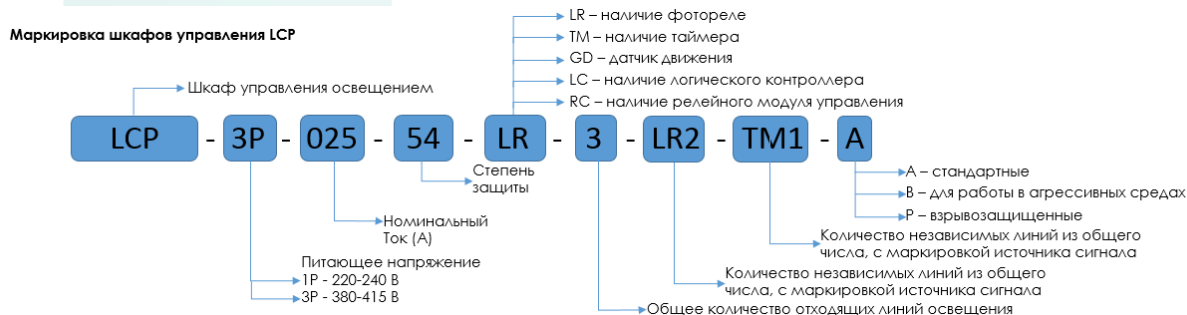 LR – наличие фотореле
TM – наличие таймера
Маркировка шкафов управления LCP
GD – датчик движения
LC – наличие логического контроллера
Шкаф управления освещением
RC – наличие релейного модуля управления
LCP - 3P - 025 - 54 - LR - 3 - LR2 - TM1 - A
Степень
защиты
A – стандартные
B – для работы в агрессивных средах
P – взрывозащищенные
Номинальный
Ток (А)
Количество независимых линий из общего
числа, с маркировкой источника сигнала
Питающее напряжение
1P - 220-240 В
3P - 380-415 В
Количество независимых линий из общего
числа, с маркировкой источника сигнала
Общее количество отходящих линий освещения